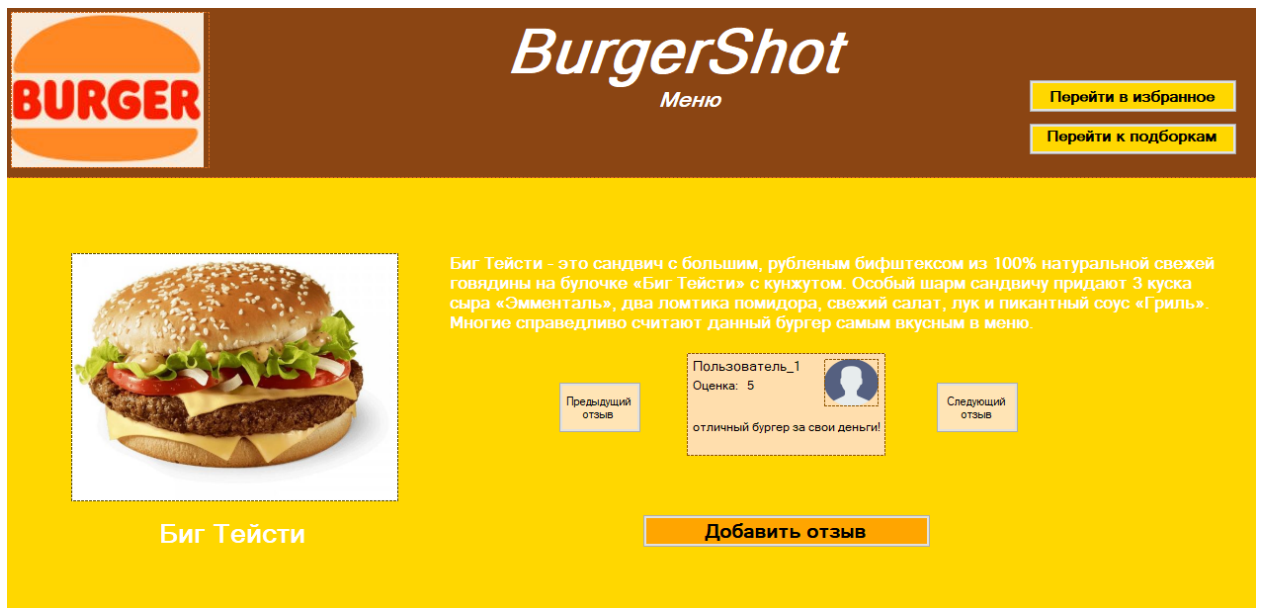 BURGER
BurgerShot
Меню
Перейти в избранное
Перейти к подборкам
Биг Тейсти - это сандвич с большим, рубленым бифштексом из 100% натуральной свежей
говядины на булочке «Биг Тейсти» с кунжутом. Особый шарм сандвичу придают 3 куска
сыра «Эмменталь», два ломтика помидора, свежий салат, лук и пикантный соус «Гриль».
Многие справедливо считают данный бургер самым вкусным в меню.
Пользователь_1
Оценка: 5
отличный бургер за свои деньги!
Предыдущий
отзыв
Следующий
отзыв
Биг Тейсти
Добавить отзыв